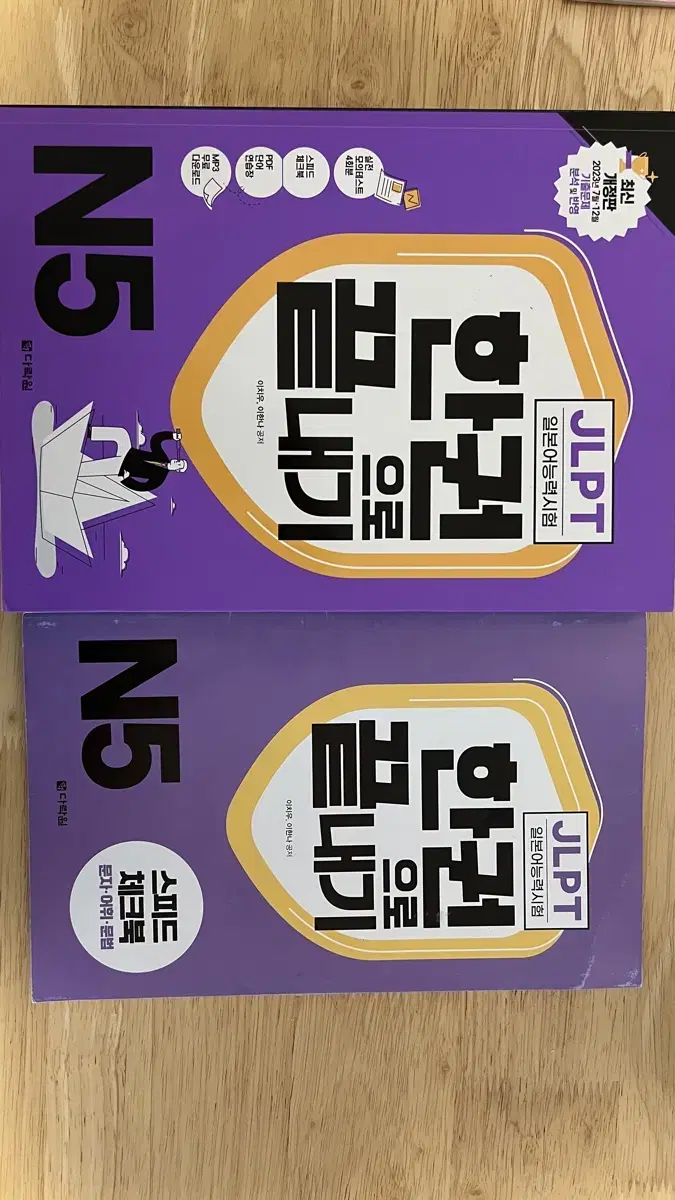 최신
개정판
2023년 7월·12월
기출문제
분석 및 반영
JLPT
일본어능력시험
한권으로
끝내기
이치우, 이한나 공저
실전
모의테스트
4회분
스피드
체크북
PDF
단어
연습장
MP3
무료
다운로드
N5
다락원
JLPT
일본어능력시험
한권으로
끝내기
이치우, 이한나 공저
N5
다락원
스피드
체크북
문자·어휘·문법